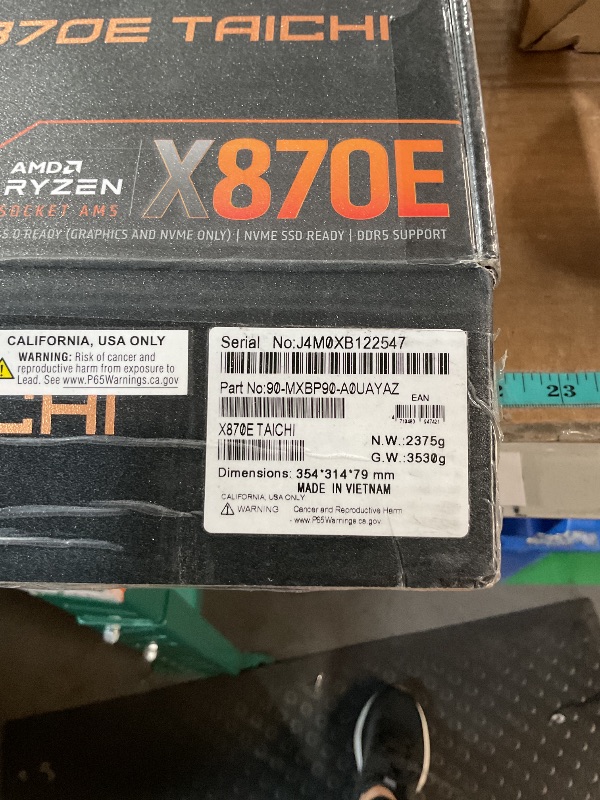 870E TAICHI
AMD
RYZEN
SOCKET AM5
X870E
READY (GRAPHICS AND NVME ONLY) | NVME SSD READY | DDR5 SUPPORT
CALIFORNIA, USA ONLY
WARNING: Risk of cancer and
reproductive harm from exposure to
Lead. See www.P65Warnings.ca.gov
CHI
Serial No:J4M0XB122547
Part No:90-MXBP90-A0UAYAZ
EAN
X870E TAICHI
N.W.:2375g
G.W.:3530g
Dimensions: 354*314*79 mm
MADE IN VIETNAM
CALIFORNIA, USA ONLY
WARNING Cancer and Reproductive Harm
- www.P65Warnings.ca.gov
23